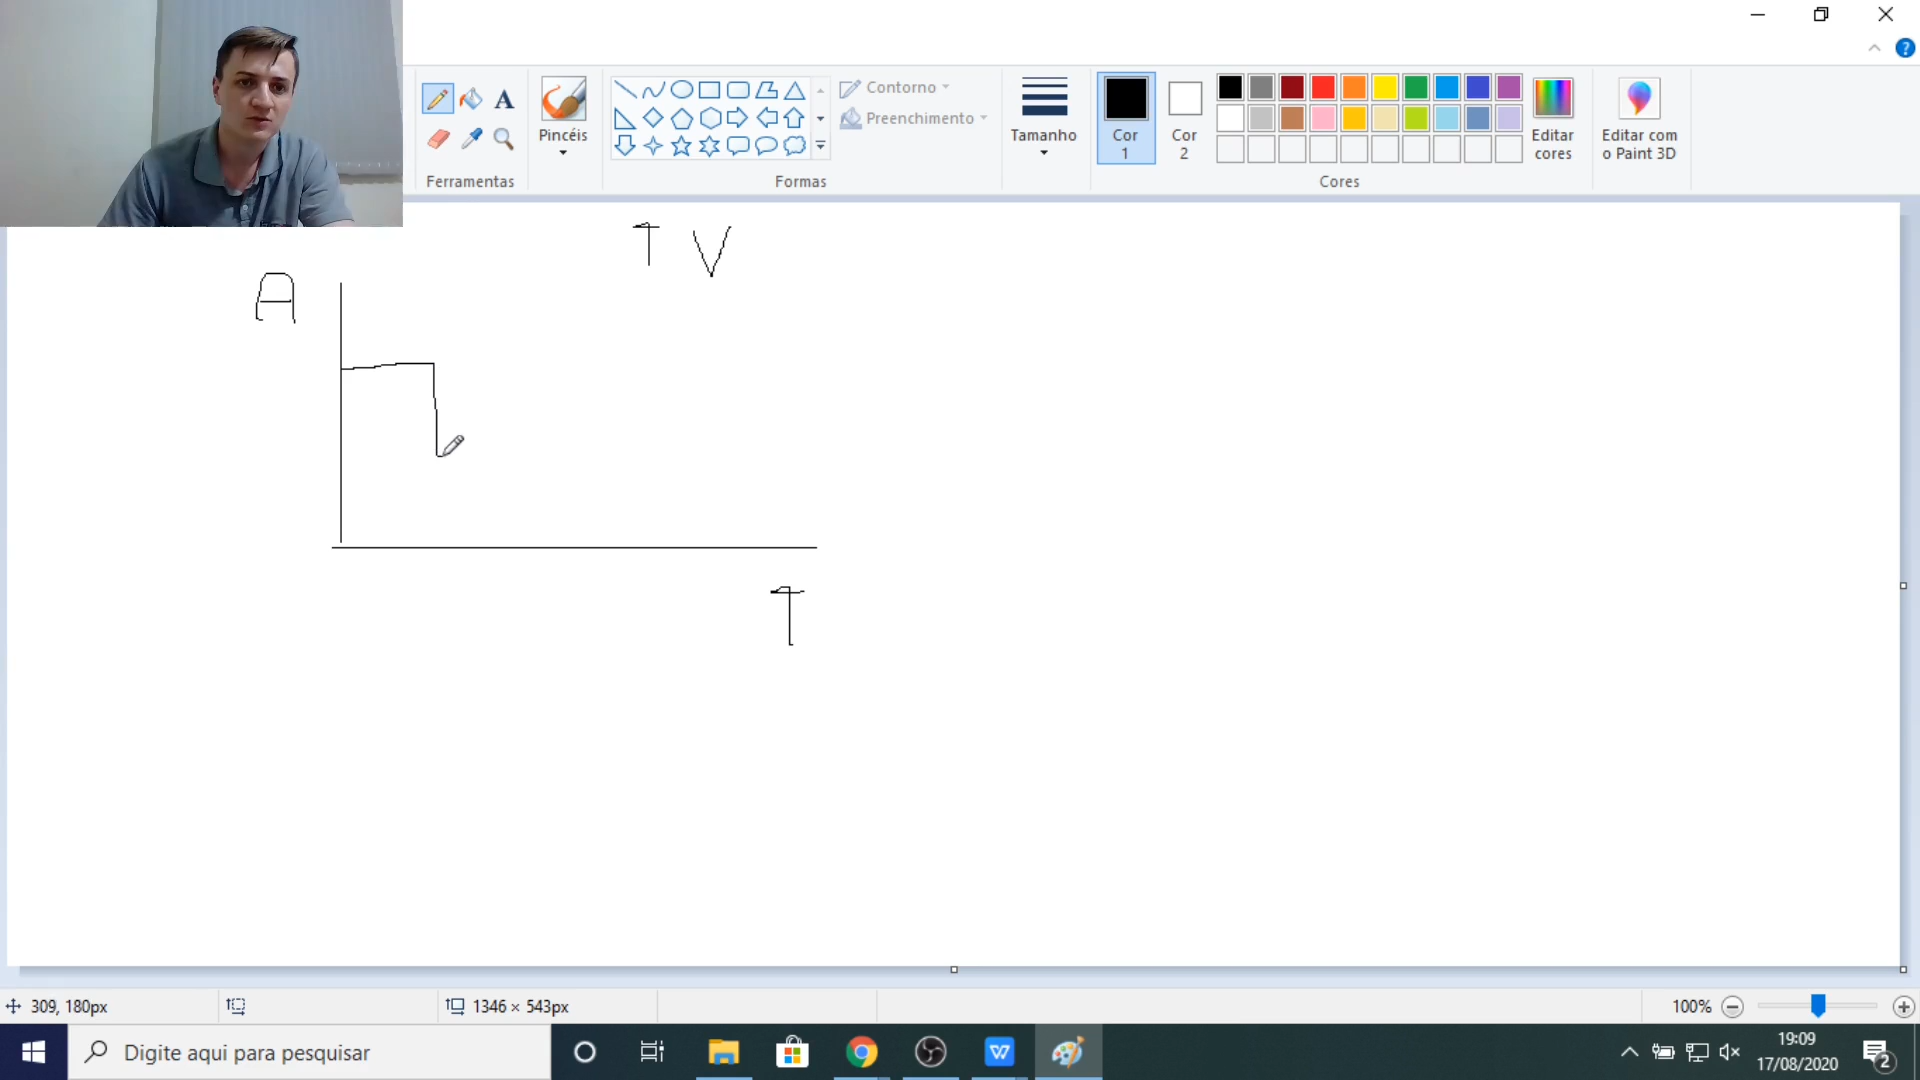 Contorno
Preenchimento
Pincéis
Tamanho
Cor 1
Cor 2
Editar cores
Editar com o Paint 3D
Ferramentas
Formas
Cores
T V
A
T
309, 180px
1346 × 543px
100%
Digite aqui para pesquisar
19:09
17/08/2020
2